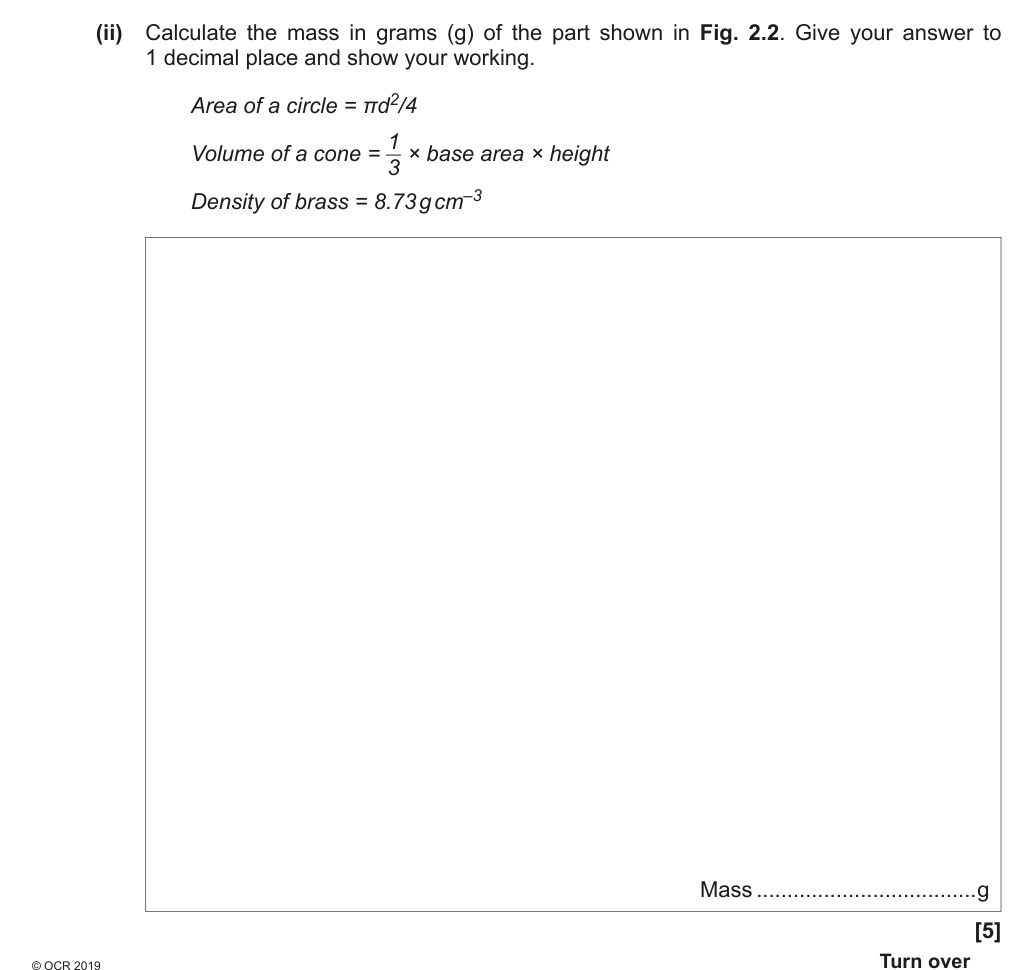 (ii) Calculate the mass in grams (g) of the part shown in Fig. 2.2. Give your answer to
1 decimal place and show your working.
Area of a circle = πd²/4
Volume of a cone = 1/3 × base area × height
Density of brass = 8.73 g cm⁻³
Mass ....................................g
[5]
© OCR 2019
Turn over